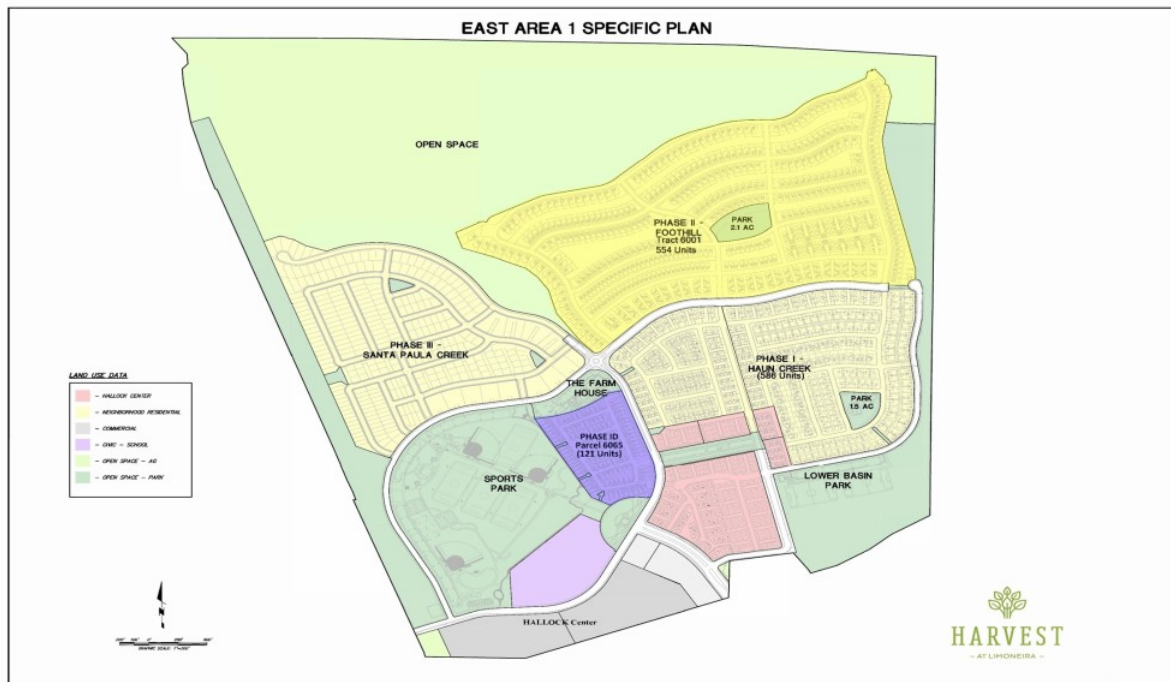 EAST AREA 1 SPECIFIC PLAN
OPEN SPACE
PHASE II -
FOOTHILL
Tract 6001
554 Units
PARK
2.1 AC
PHASE III -
SANTA PAULA CREEK
PHASE I -
HAUN CREEK
(586 Units)
PARK
1.5 AC
THE FARM
HOUSE
PHASE ID
Parcel 6065
(121 Units)
SPORTS
PARK
LOWER BASIN
PARK
LAND USE DATA
- HALLOCK CENTER
- NEIGHBORHOOD RESIDENTIAL
- COMMERCIAL
- CIVIC - SCHOOL
- OPEN SPACE - AG
- OPEN SPACE - PARK
HALLOCK Center
N
HARVEST
- AT LIMONEIRA -